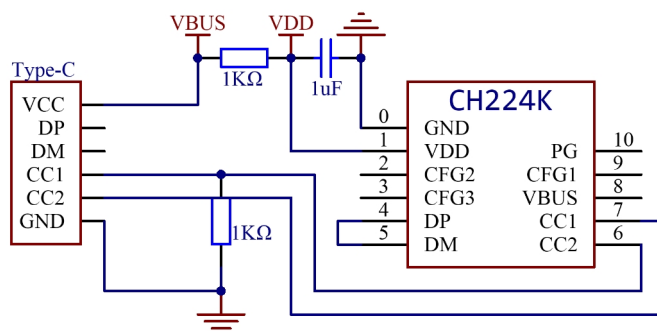 VBUS
VDD
Type-C
1KΩ
1uF
VCC
DP
DM
CC1
CC2
GND
1KΩ
CH224K
0 GND
1 VDD
2 CFG2
3 CFG3
4 DP
5 DM
PG 10
CFG1 9
VBUS 8
CC1 7
CC2 6